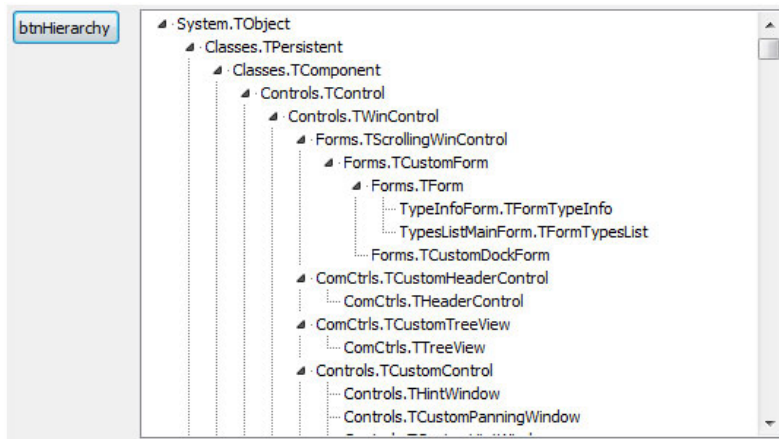 btnHierarchy
System.TObject
Classes.TPersistent
Classes.TComponent
Controls.TControl
Controls.TWinControl
Forms.TScrollingWinControl
Forms.TCustomForm
Forms.TForm
TypeInfoForm.TFormTypeInfo
TypesListMainForm.TFormTypesList
Forms.TCustomDockForm
ComCtrls.TCustomHeaderControl
ComCtrls.THeaderControl
ComCtrls.TCustomTreeView
ComCtrls.TTreeView
Controls.TCustomControl
Controls.THintWindow
Controls.TCustomPanningWindow